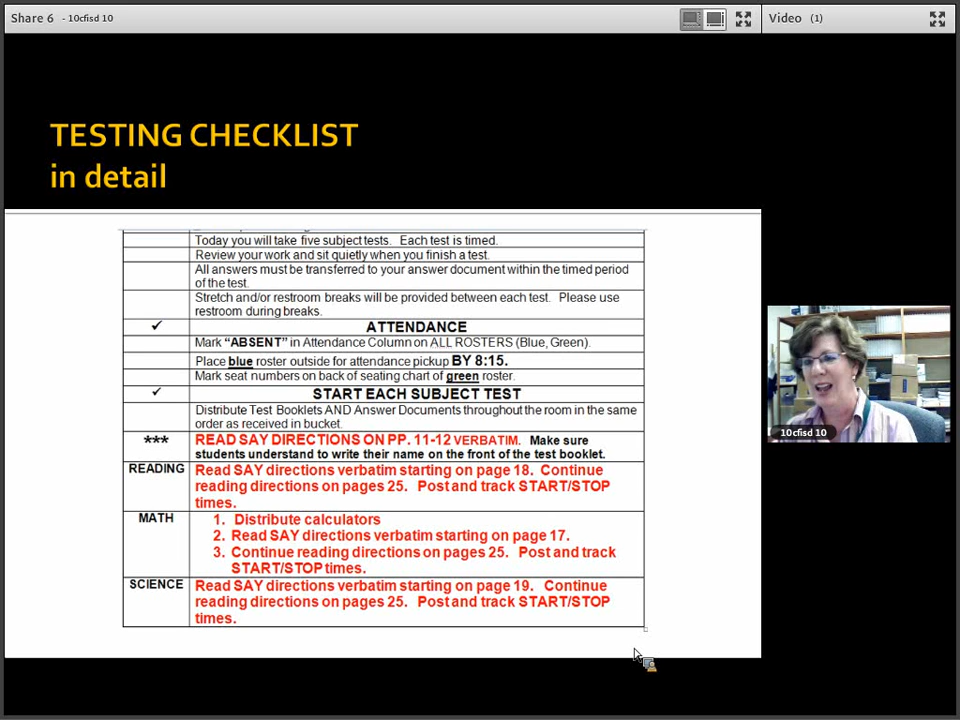 Share 6 - 10cfisd 10
Video (1)
TESTING CHECKLIST
in detail
Today you will take five subject tests. Each test is timed.
Review your work and sit quietly when you finish a test.
All answers must be transferred to your answer document within the timed period
of the test.
Stretch and/or restroom breaks will be provided between each test. Please use
restroom during breaks.
✓ ATTENDANCE
Mark "ABSENT" in Attendance Column on ALL ROSTERS (Blue, Green).
Place blue roster outside for attendance pickup BY 8:15.
Mark seat numbers on back of seating chart of green roster.
✓ START EACH SUBJECT TEST
Distribute Test Booklets AND Answer Documents throughout the room in the same
order as received in bucket.
*** READ SAY DIRECTIONS ON PP. 11-12 VERBATIM. Make sure
students understand to write their name on the front of the test booklet.
READING Read SAY directions verbatim starting on page 18. Continue
reading directions on pages 25. Post and track START/STOP
times.
MATH 1. Distribute calculators
2. Read SAY directions verbatim starting on page 17.
3. Continue reading directions on pages 25. Post and track
START/STOP times.
SCIENCE Read SAY directions verbatim starting on page 19. Continue
reading directions on pages 25. Post and track START/STOP
times.
10cfisd 10